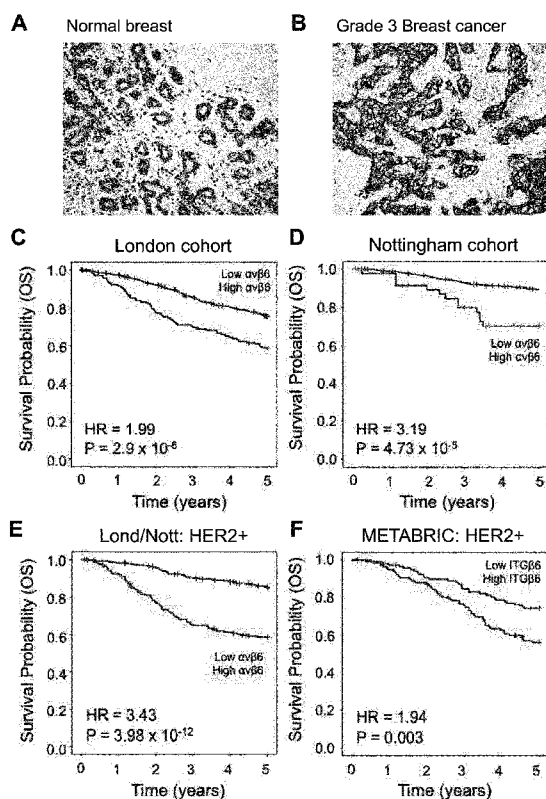 A Normal breast
B Grade 3 Breast cancer
C London cohort
Survival Probability (OS)
1.0
0.8
0.6
0.4
0.2
0.0
Low αvβ6
High αvβ6
HR = 1.99
P = 2.9 x 10-6
0 1 2 3 4 5
Time (years)
D Nottingham cohort
Survival Probability (OS)
1.0
0.8
0.6
0.4
0.2
0.0
Low αvβ6
High αvβ6
HR = 3.19
P = 4.73 x 10-5
0 1 2 3 4 5
Time (years)
E Lond/Nott: HER2+
Survival Probability (OS)
1.0
0.8
0.6
0.4
0.2
0.0
Low αvβ6
High αvβ6
HR = 3.43
P = 3.98 x 10-12
0 1 2 3 4 5
Time (years)
F METABRIC: HER2+
Survival Probability (OS)
1.0
0.8
0.6
0.4
0.2
0.0
Low ITGβ6
High ITGβ6
HR = 1.94
P = 0.003
0 1 2 3 4 5
Time (years)